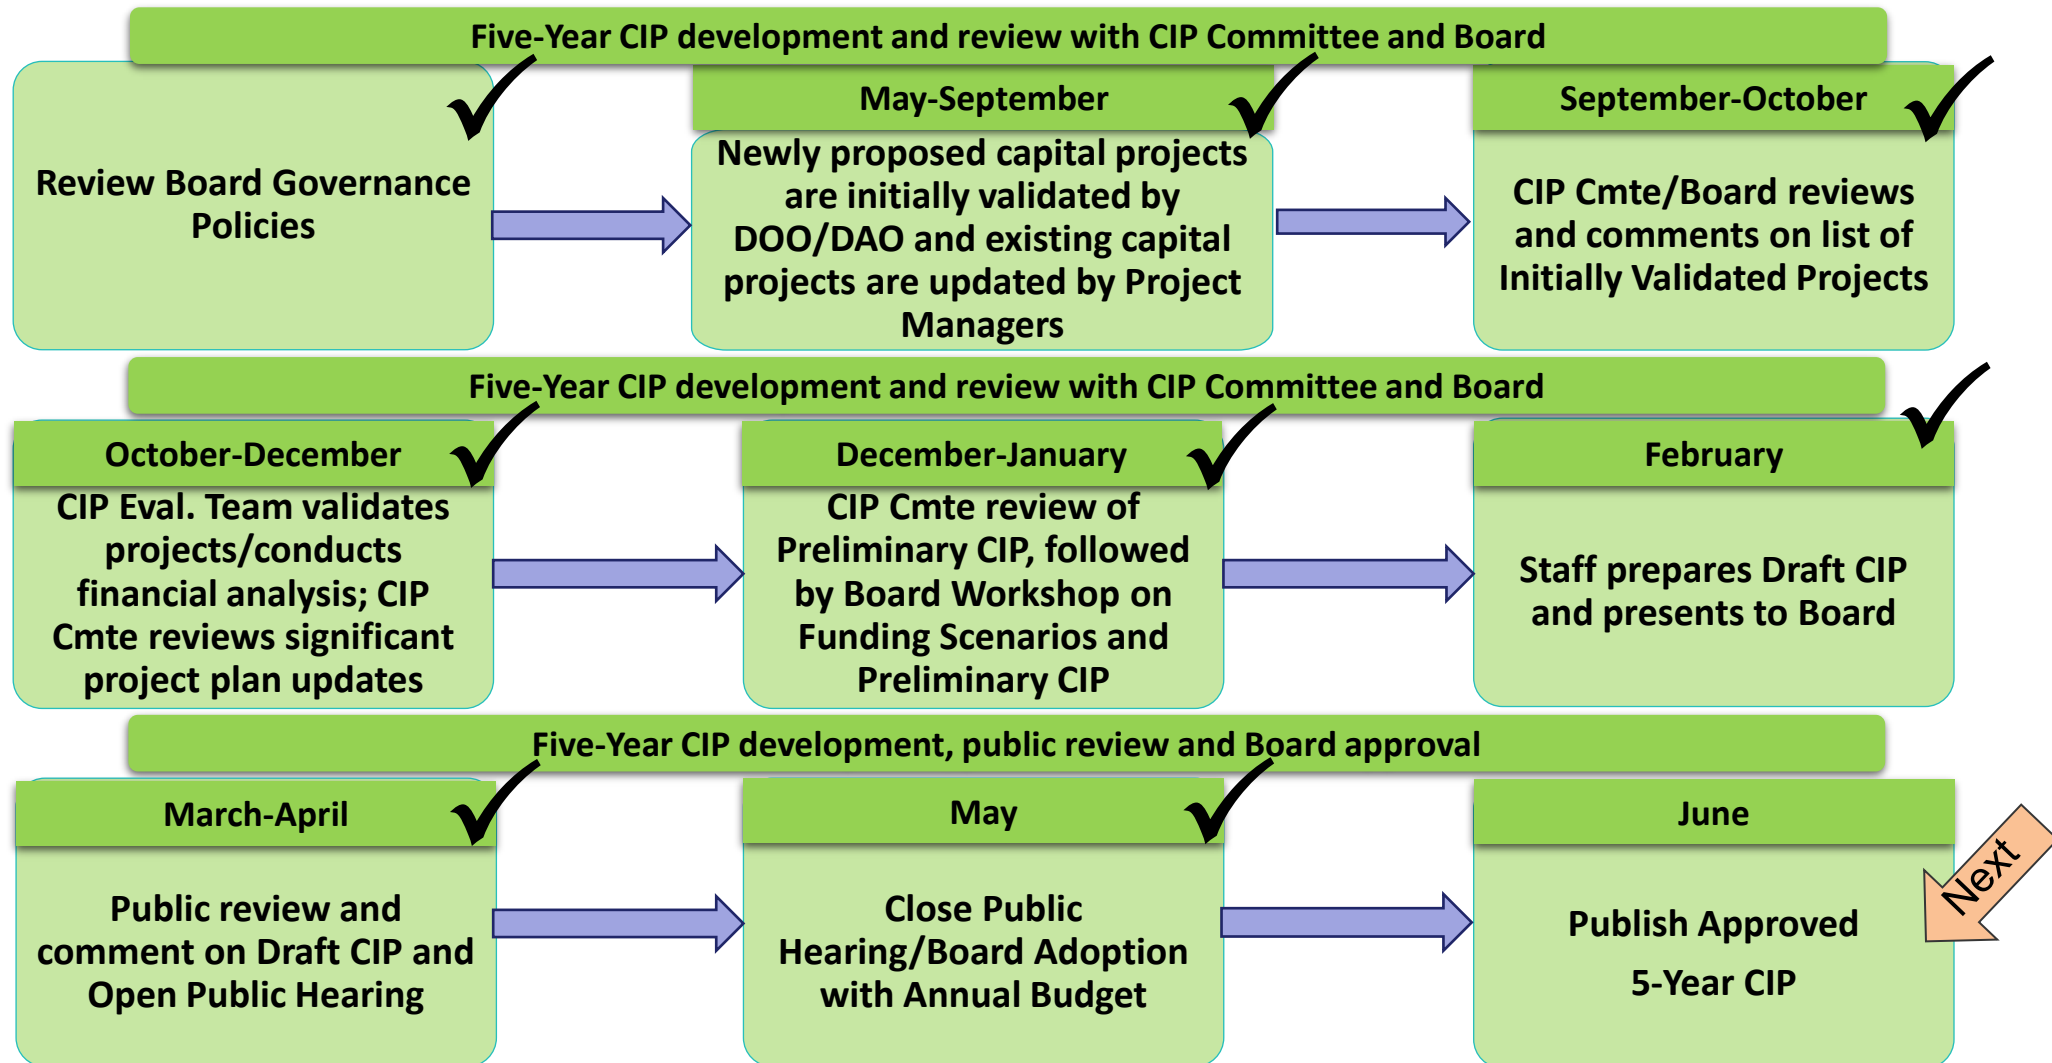 Five-Year CIP development and review with CIP Committee and Board
Review Board Governance
Policies
May-September
Newly proposed capital projects
are initially validated by
DOO/DAO and existing capital
projects are updated by Project
Managers
September-October
CIP Cmte/Board reviews
and comments on list of
Initially Validated Projects
Five-Year CIP development and review with CIP Committee and Board
October-December
CIP Eval. Team validates
projects/conducts
financial analysis; CIP
Cmte reviews significant
project plan updates
December-January
CIP Cmte review of
Preliminary CIP, followed
by Board Workshop on
Funding Scenarios and
Preliminary CIP
February
Staff prepares Draft CIP
and presents to Board
Five-Year CIP development, public review and Board approval
March-April
Public review and
comment on Draft CIP and
Open Public Hearing
May
Close Public
Hearing/Board Adoption
with Annual Budget
June
Publish Approved
5-Year CIP
Next